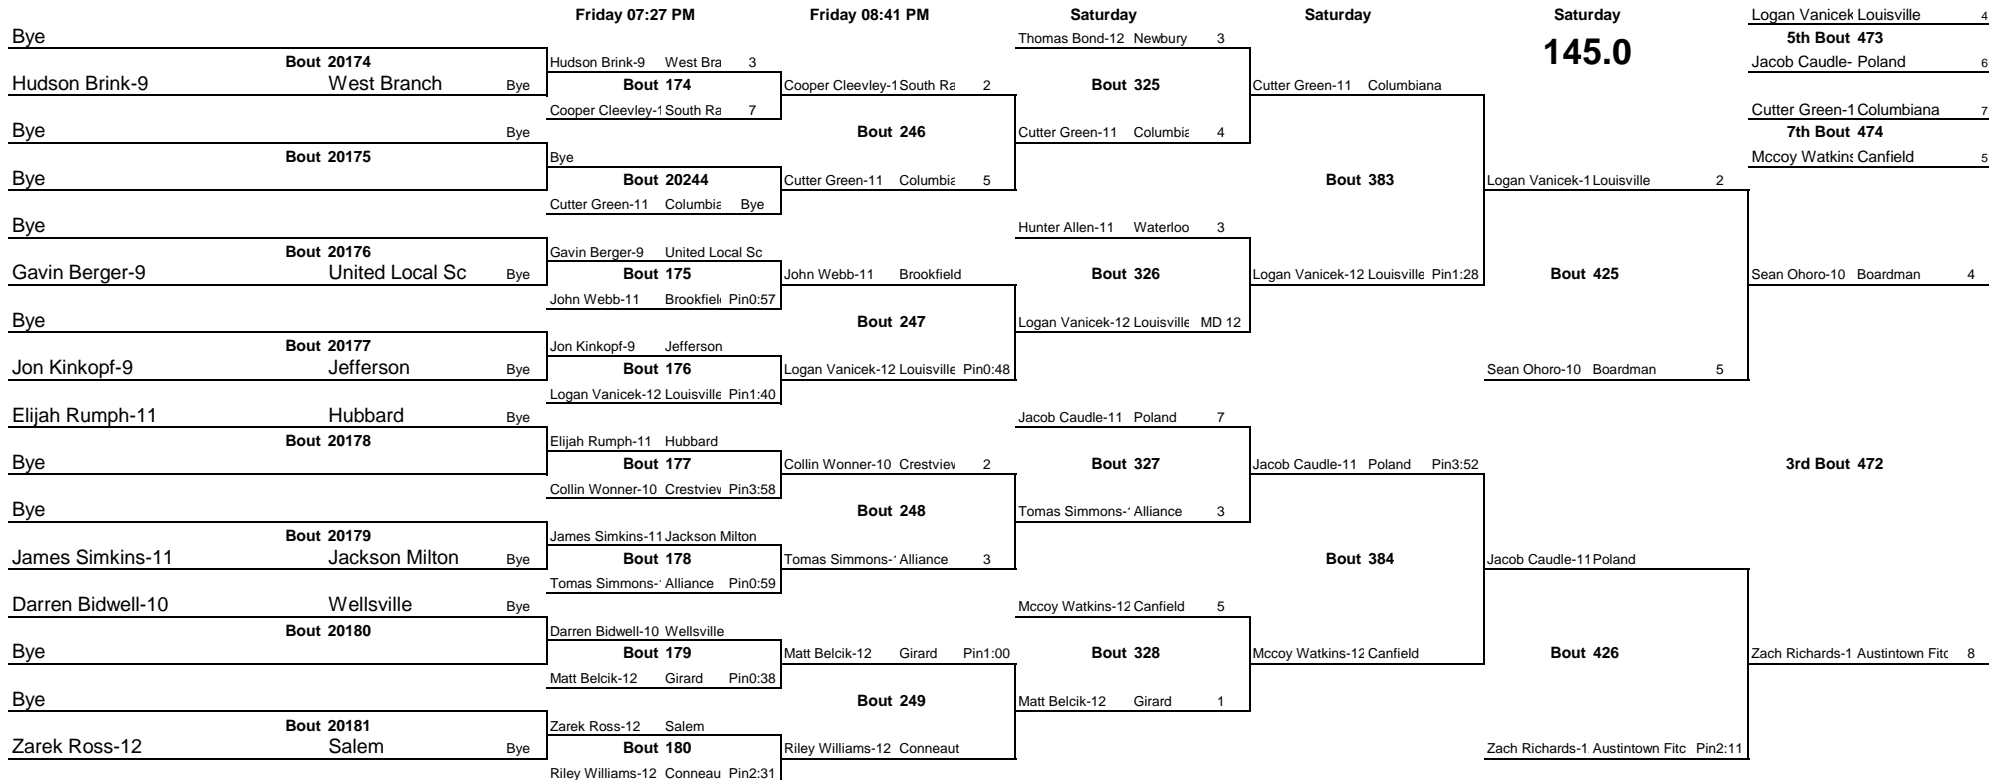 Friday 07:27 PM Friday 08:41 PM Saturday Saturday Saturday
145.0
Bye
Bout 20174
Hudson Brink-9 West Branch Bye
Bye Bye
Bout 20175
Bye
Bye
Bout 20176
Gavin Berger-9 United Local Sc Bye
Bye
Bout 20177
Jon Kinkopf-9 Jefferson Bye
Elijah Rumph-11 Hubbard Bye
Bout 20178
Bye
Bye
Bout 20179
James Simkins-11 Jackson Milton Bye
Darren Bidwell-10 Wellsville Bye
Bout 20180
Bye
Bye
Bout 20181
Zarek Ross-12 Salem Bye
Hudson Brink-9 West Bra 3
Bout 174
Cooper Cleevley-1 South Ra 7
Bye
Bout 20244
Cutter Green-11 Columbia Bye
Gavin Berger-9 United Local Sc
Bout 175
John Webb-11 Brookfiel Pin0:57
Jon Kinkopf-9 Jefferson
Bout 176
Logan Vanicek-12 Louisville Pin1:40
Elijah Rumph-11 Hubbard
Bout 177
Collin Wonner-10 Crestview Pin3:58
James Simkins-11 Jackson Milton
Bout 178
Tomas Simmons-1 Alliance Pin0:59
Darren Bidwell-10 Wellsville
Bout 179
Matt Belcik-12 Girard Pin0:38
Zarek Ross-12 Salem
Bout 180
Riley Williams-12 Conneau Pin2:31
Cooper Cleevley-1 South Ra 2
Bout 246
Cutter Green-11 Columbia 5
John Webb-11 Brookfield
Bout 247
Logan Vanicek-12 Louisville Pin0:48
Collin Wonner-10 Crestview 2
Bout 248
Tomas Simmons-1 Alliance 3
Matt Belcik-12 Girard Pin1:00
Bout 249
Riley Williams-12 Conneaut
Thomas Bond-12 Newbury 3
Bout 325
Cutter Green-11 Columbia 4
Hunter Allen-11 Waterloo 3
Bout 326
Logan Vanicek-12 Louisville MD 12
Jacob Caudle-11 Poland 7
Bout 327
Tomas Simmons-1 Alliance 3
Mccoy Watkins-12 Canfield 5
Bout 328
Matt Belcik-12 Girard 1
Cutter Green-11 Columbiana
Bout 383
Logan Vanicek-12 Louisville Pin1:28
Jacob Caudle-11 Poland Pin3:52
Bout 384
Mccoy Watkins-12 Canfield
Logan Vanicek-1 Louisville 2
Bout 425
Sean Ohoro-10 Boardman 5
Jacob Caudle-11 Poland
Bout 426
Zach Richards-1 Austintown Fitc Pin2:11
Logan Vanicek Louisville 4
5th Bout 473
Jacob Caudle- Poland 6
Cutter Green-1 Columbiana 7
7th Bout 474
Mccoy Watkins Canfield 5
Sean Ohoro-10 Boardman 4
3rd Bout 472
Zach Richards-1 Austintown Fitc 8